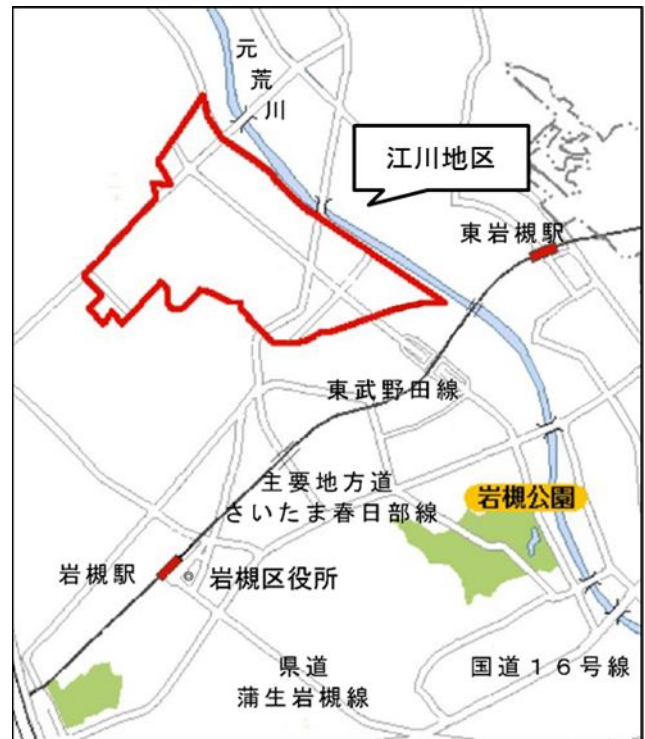 元荒川
江川地区
東岩槻駅
東武野田線
主要地方道
さいたま春日部線
岩槻公園
岩槻駅
岩槻区役所
県道
蒲生岩槻線
国道１６号線